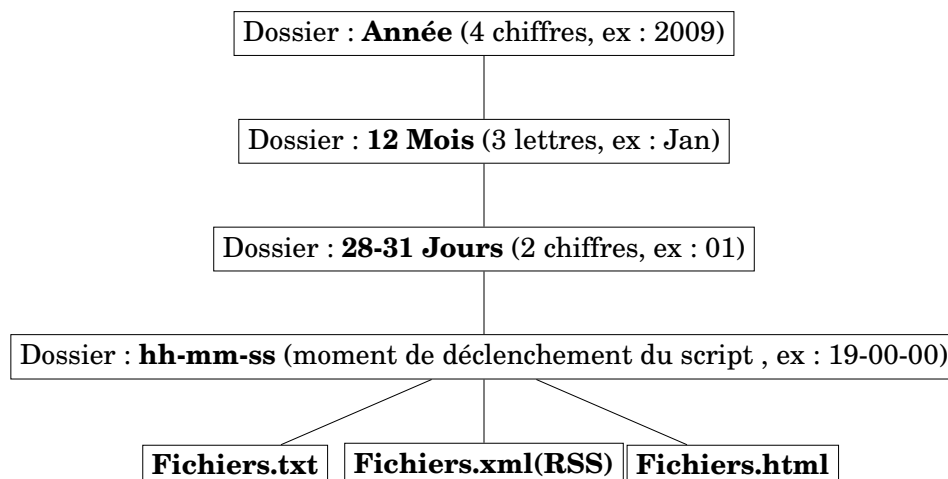 Dossier : Année (4 chiffres, ex : 2009)
Dossier : 12 Mois (3 lettres, ex : Jan)
Dossier : 28-31 Jours (2 chiffres, ex : 01)
Dossier : hh-mm-ss (moment de déclenchement du script , ex : 19-00-00)
Fichiers.txt Fichiers.xml(RSS) Fichiers.html